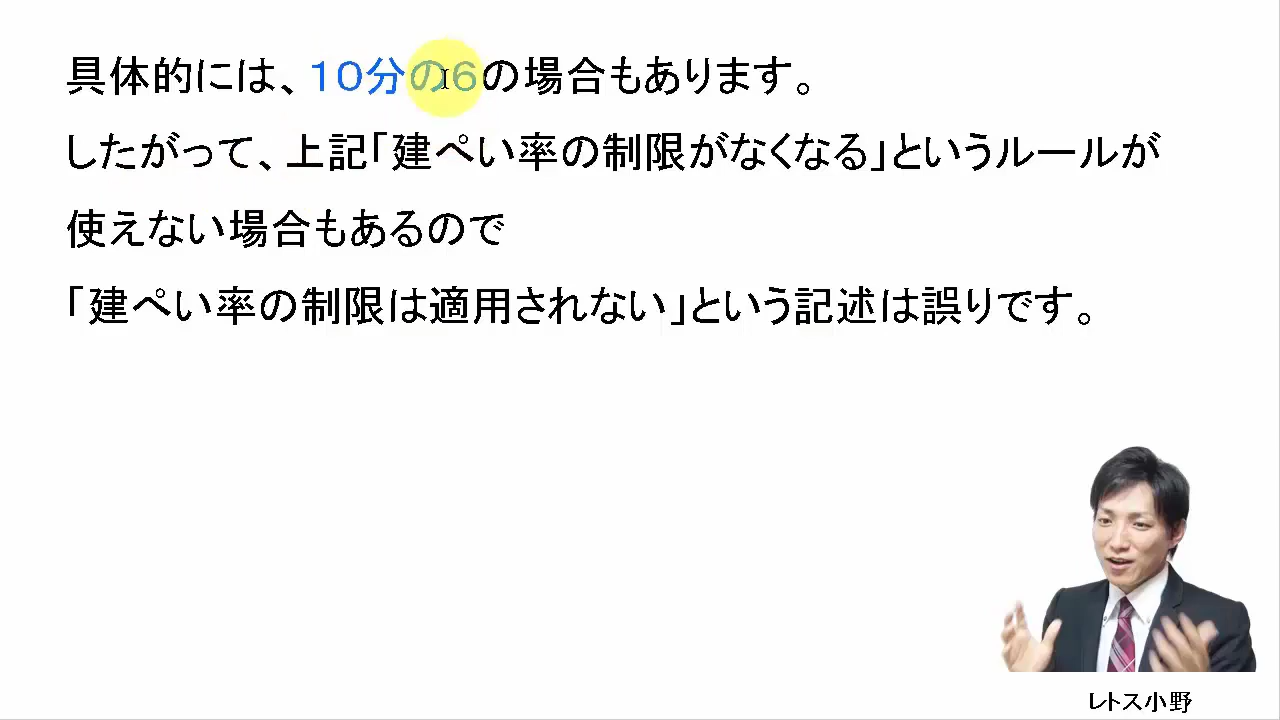 具体的には、１０分の６の場合もあります。
したがって、上記「建ぺい率の制限がなくなる」というルールが
使えない場合もあるので
「建ぺい率の制限は適用されない」という記述は誤りです。
レトス小野